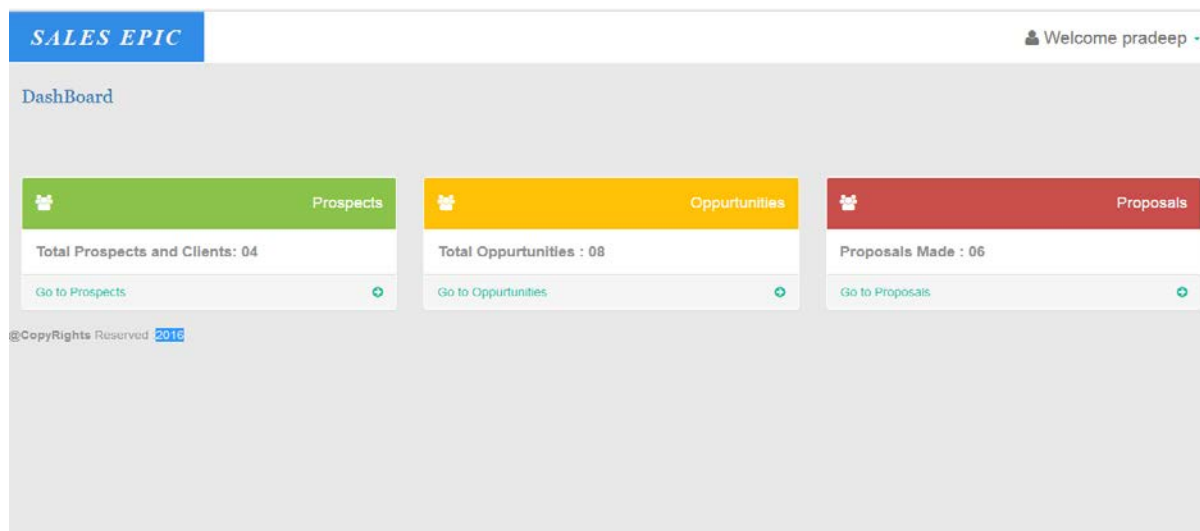 SALES EPIC
Welcome pradeep
DashBoard
Prospects
Total Prospects and Clients: 04
Go to Prospects
Oppurtunities
Total Oppurtunities : 08
Go to Oppurtunities
Proposals
Proposals Made : 06
Go to Proposals
@CopyRights Reserved :2016